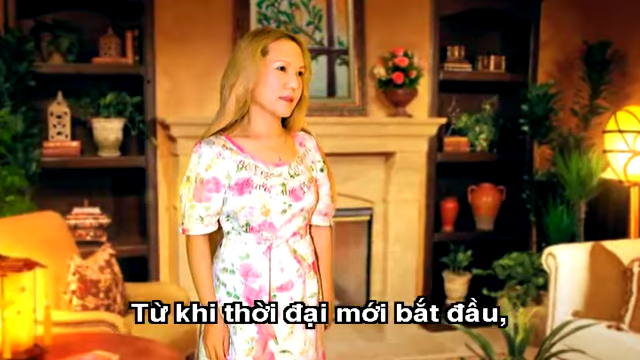 Từ khi thời đại mới bắt đầu,